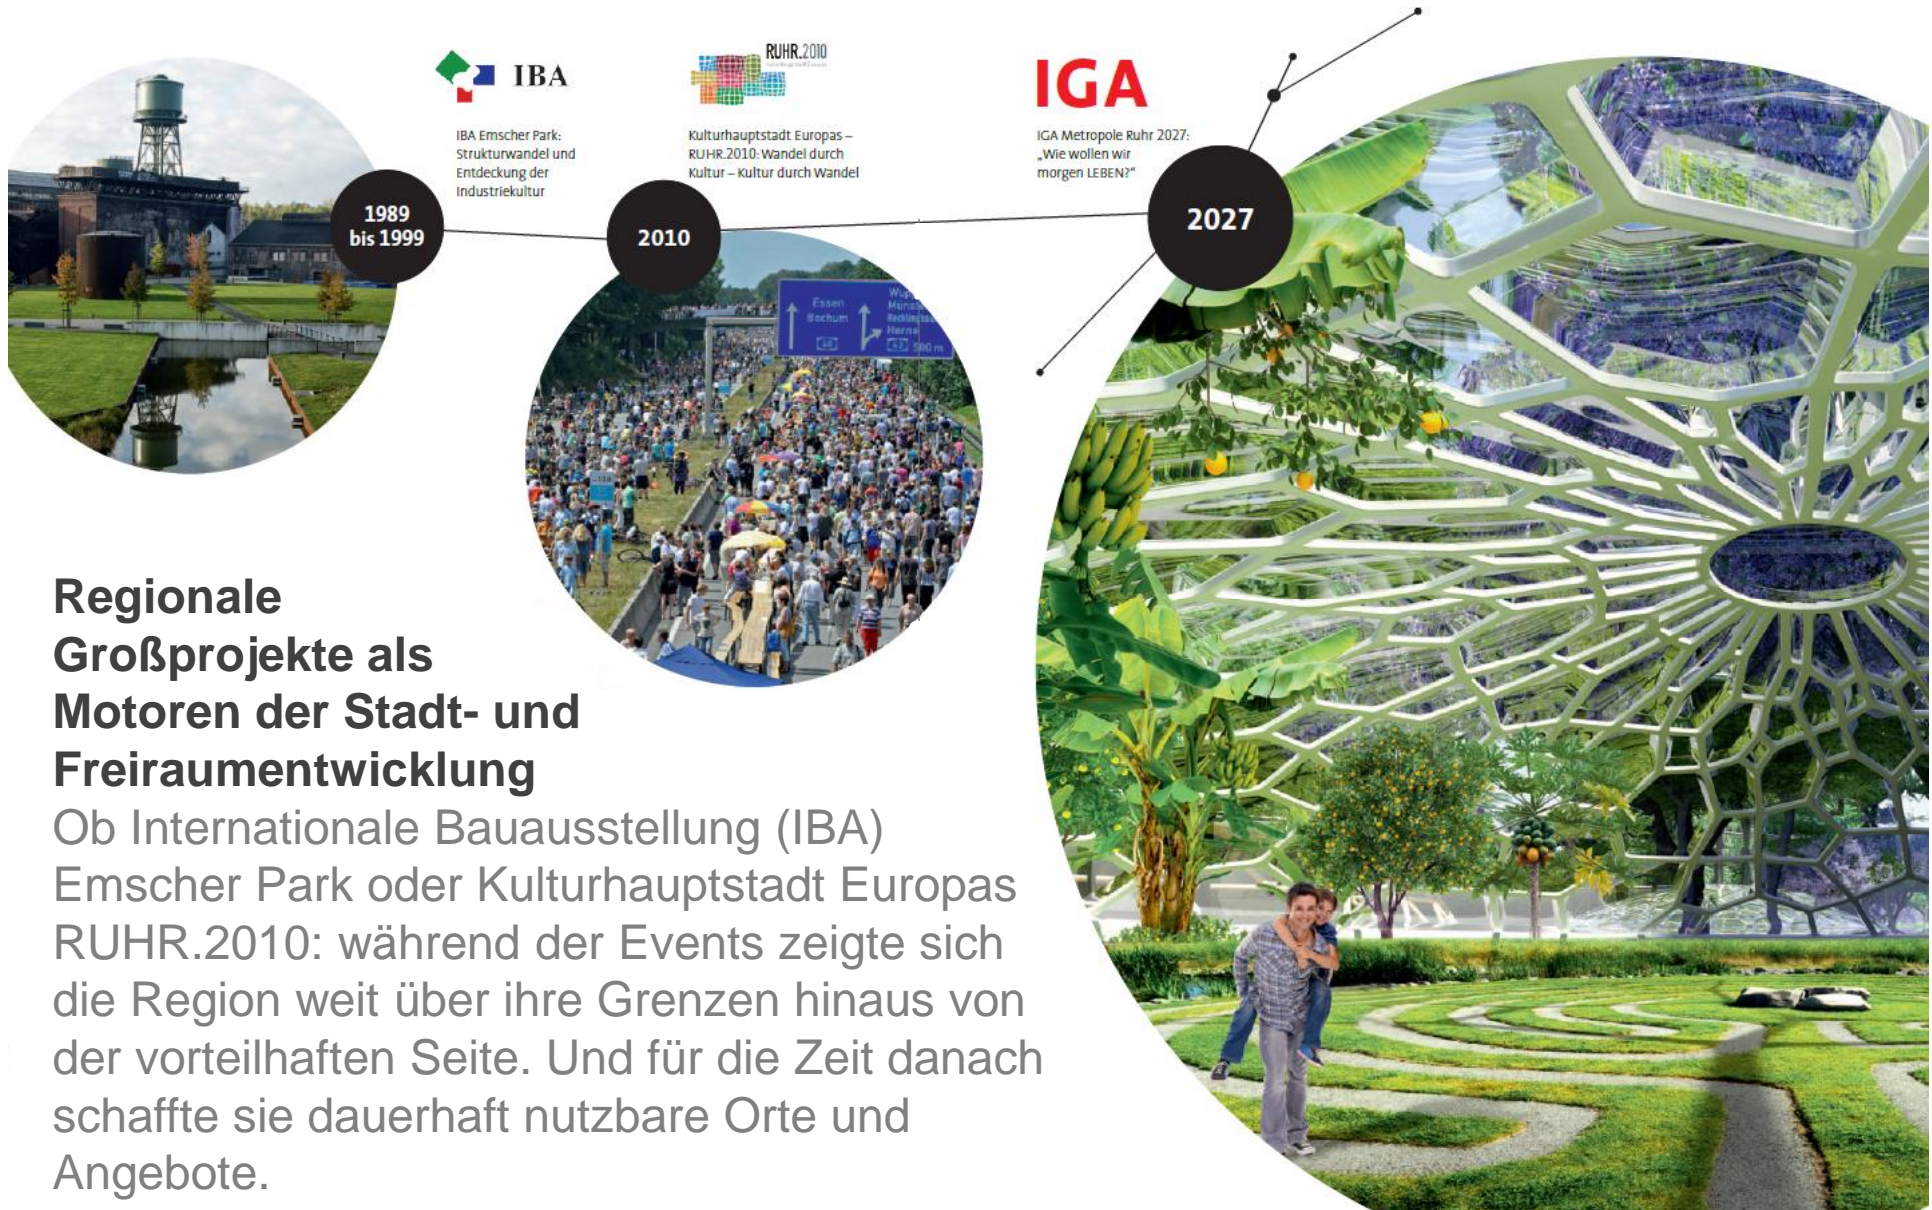 IBA
IBA Emscher Park:
Strukturwandel und
Entdeckung der
Industriekultur
RUHR.2010
Kulturhauptstadt Europas –
RUHR.2010: Wandel durch
Kultur – Kultur durch Wandel
IGA
IGA Metropole Ruhr 2027:
„Wie wollen wir
morgen LEBEN?“
1989
bis 1999
2010
2027
Essen
Bochum
Herne
500 m
Regionale
Großprojekte als
Motoren der Stadt- und
Freiraumentwicklung
Ob Internationale Bauausstellung (IBA)
Emscher Park oder Kulturhauptstadt Europas
RUHR.2010: während der Events zeigte sich
die Region weit über ihre Grenzen hinaus von
der vorteilhaften Seite. Und für die Zeit danach
schaffte sie dauerhaft nutzbare Orte und
Angebote.